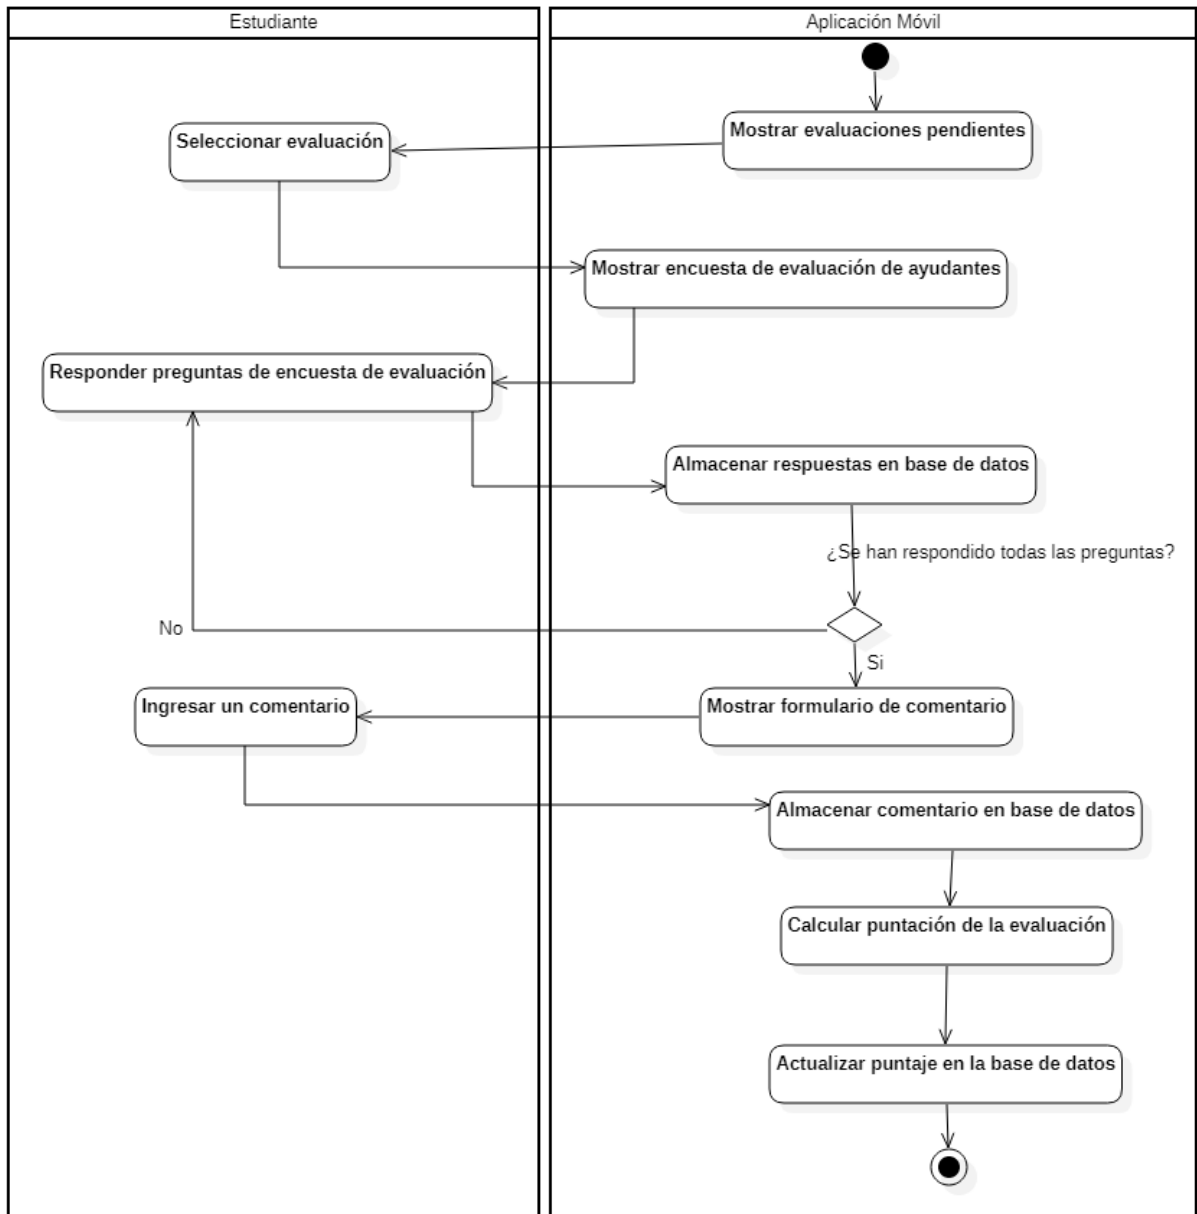 Estudiante
Aplicación Móvil
Mostrar evaluaciones pendientes
Seleccionar evaluación
Mostrar encuesta de evaluación de ayudantes
Responder preguntas de encuesta de evaluación
Almacenar respuestas en base de datos
¿Se han respondido todas las preguntas?
No
Si
Mostrar formulario de comentario
Ingresar un comentario
Almacenar comentario en base de datos
Calcular puntación de la evaluación
Actualizar puntaje en la base de datos